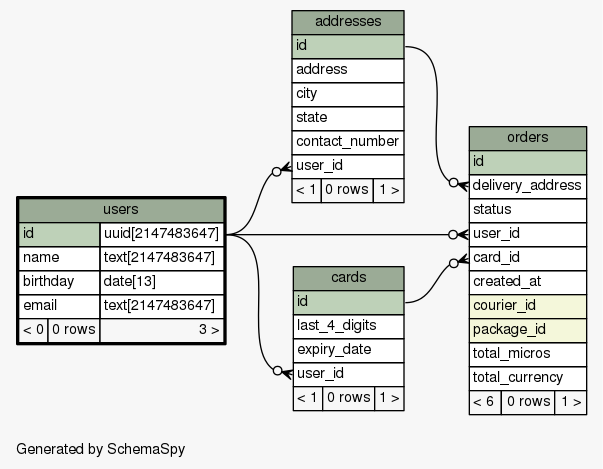 users
id uuid[2147483647]
name text[2147483647]
birthday date[13]
email text[2147483647]
< 0 0 rows 3 >
addresses
id
address
city
state
contact_number
user_id
< 1 0 rows 1 >
cards
id
last_4_digits
expiry_date
user_id
< 1 0 rows 1 >
orders
id
delivery_address
status
user_id
card_id
created_at
courier_id
package_id
total_micros
total_currency
< 6 0 rows 1 >
Generated by SchemaSpy